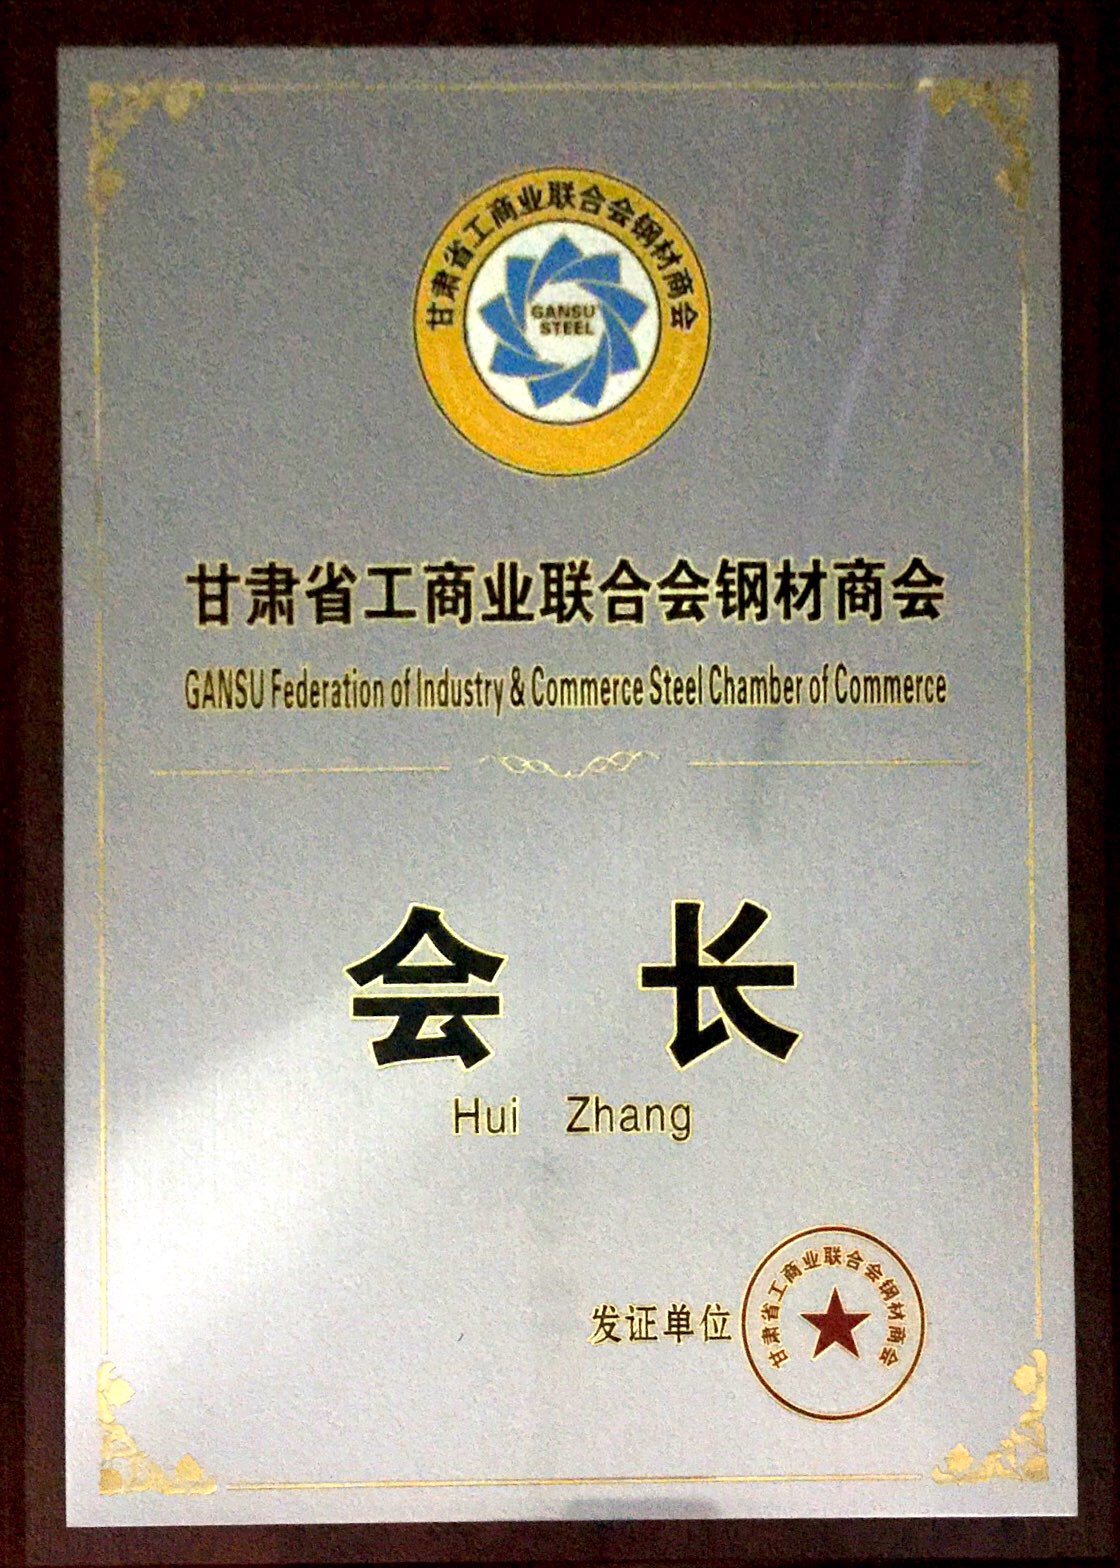 甘肃省工商业联合会钢材商会
GANSU
STEEL
甘肃省工商业联合会钢材商会
GANSU Federation of Industry & Commerce Steel Chamber of Commerce
会 长
Hui Zhang
发证单位
甘肃省工商业联合会钢材商会